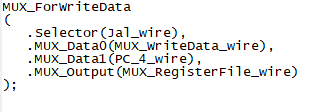 MUX_ForWriteData
(
.Selector(Jal_wire),
.MUX_Data0(MUX_WriteData_wire),
.MUX_Data1(PC_4_wire),
.MUX_Output(MUX_RegisterFile_wire)
);